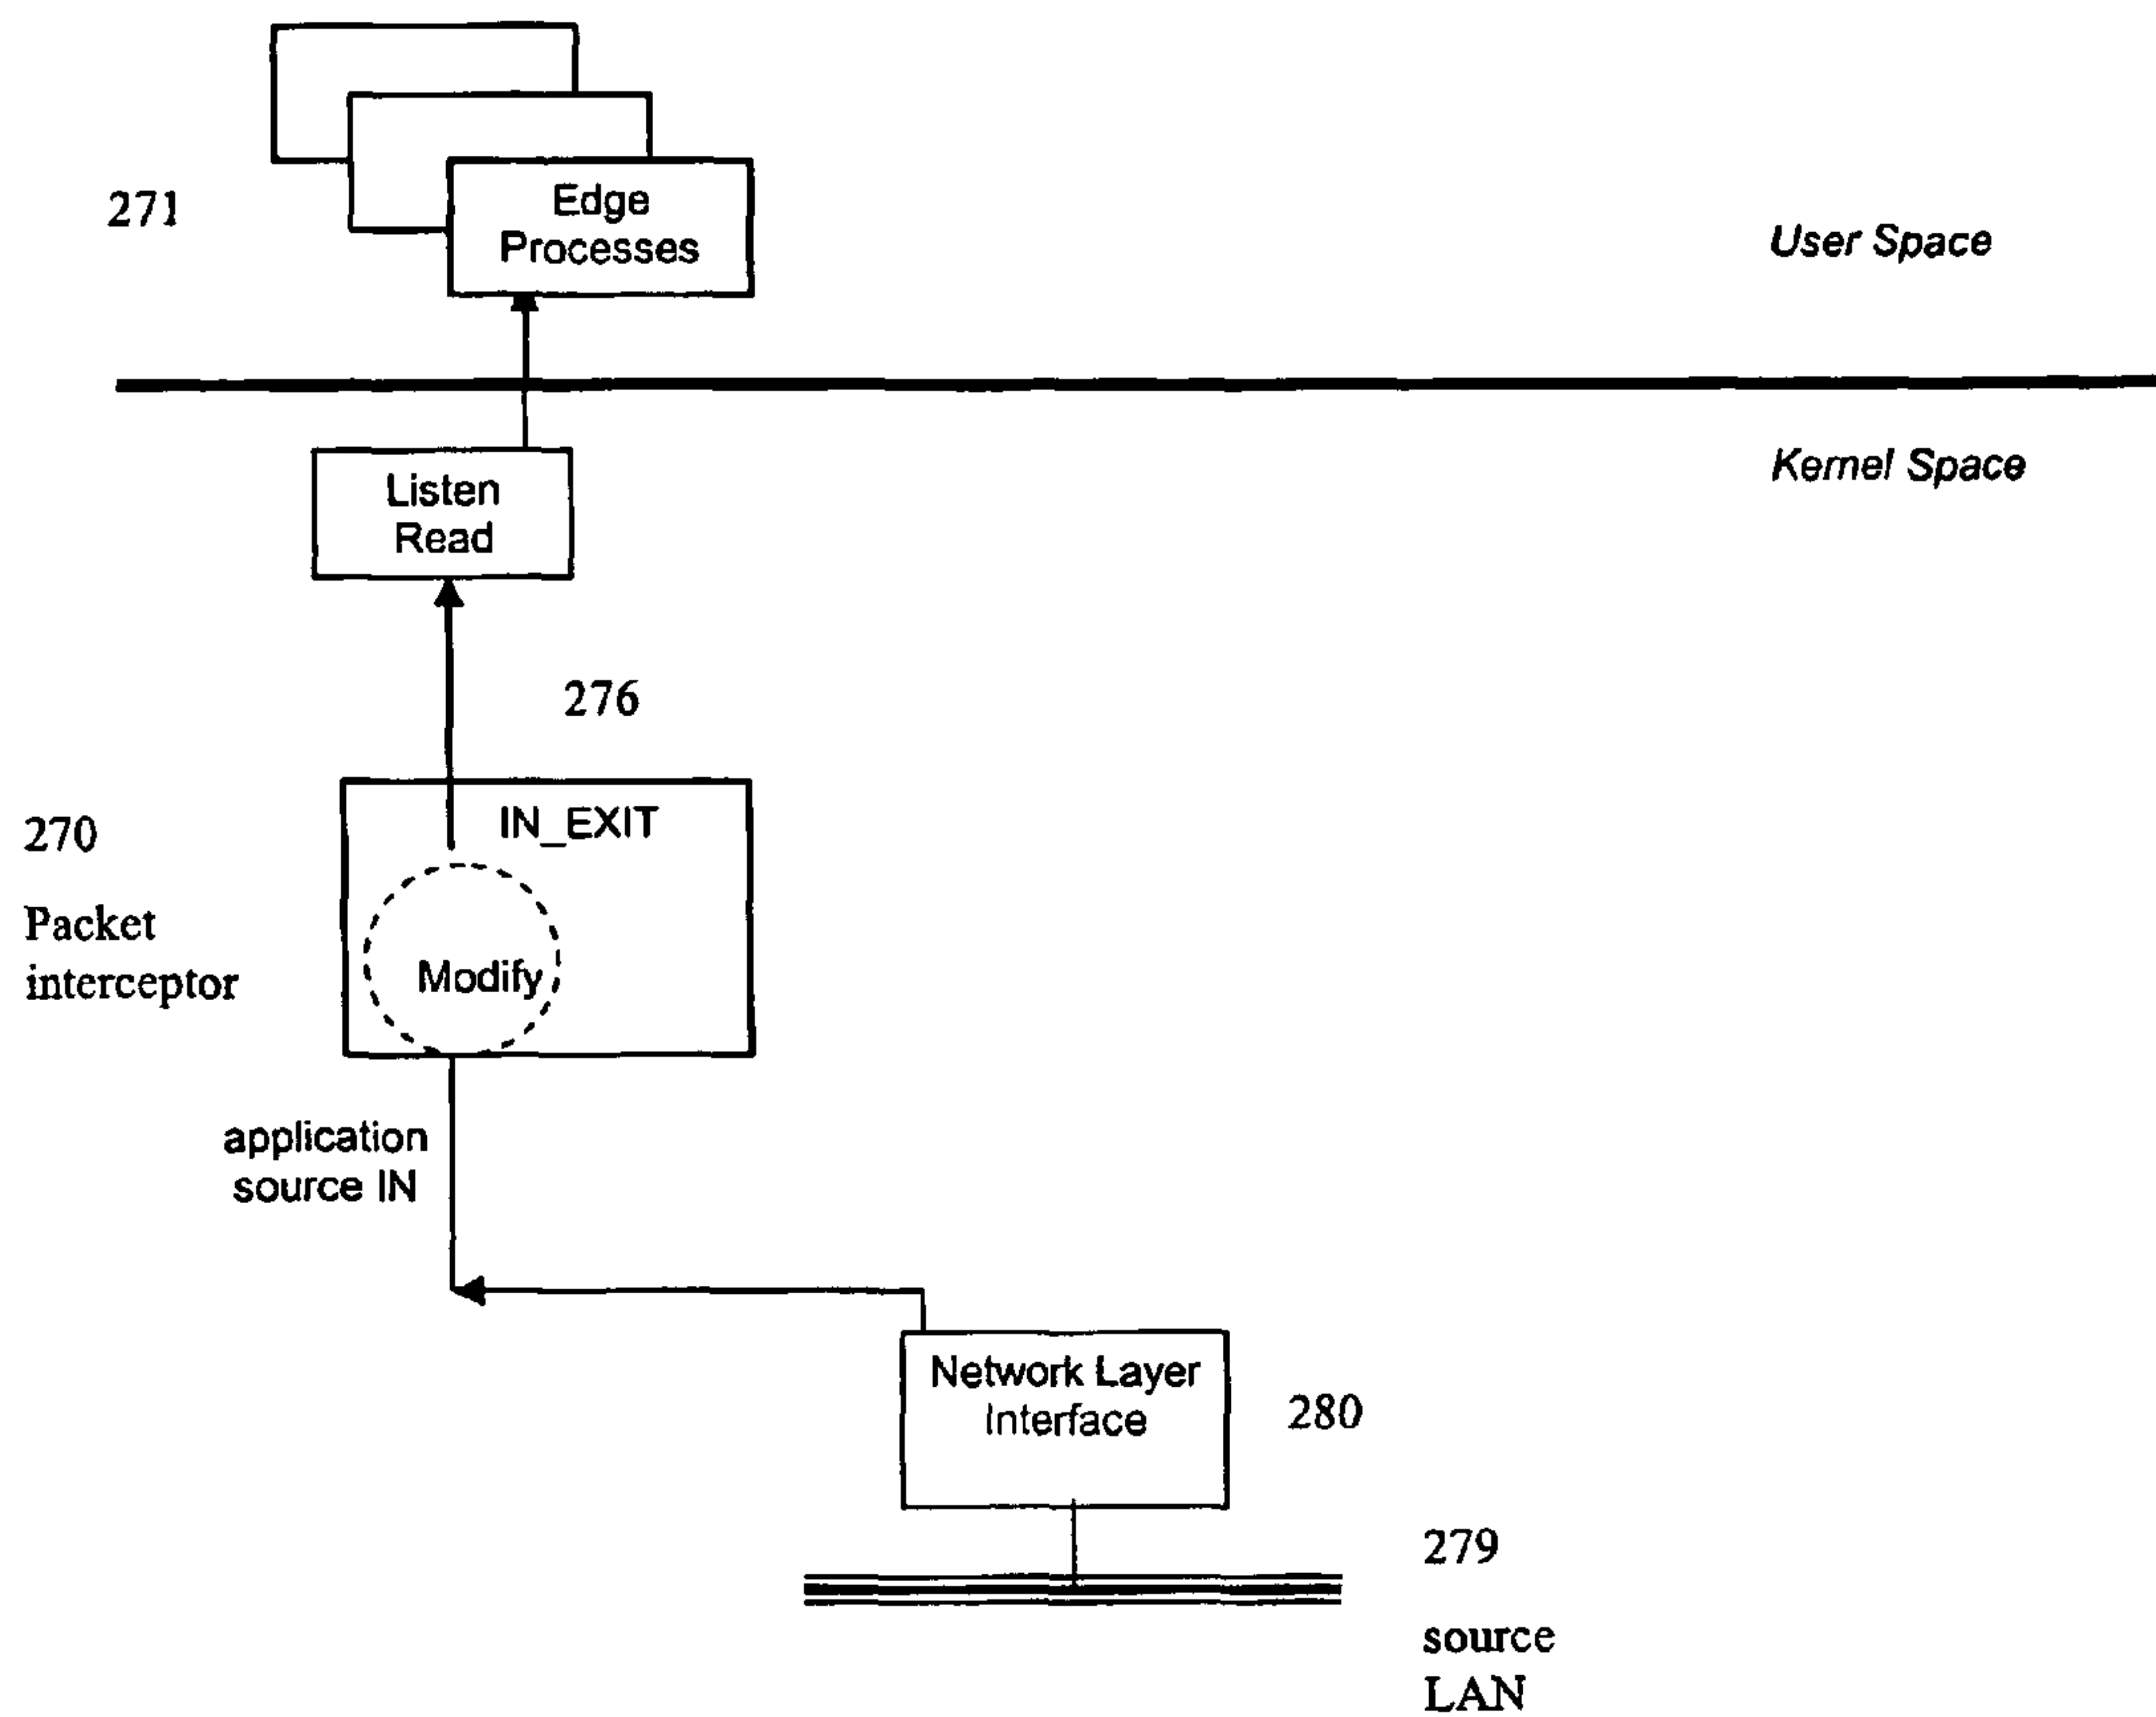 271
Edge
Processes
User Space
Kernel Space
Listen
Read
276
270
Packet
interceptor
IN_EXIT
Modify
application
source IN
Network Layer
Interface
280
279
source
LAN